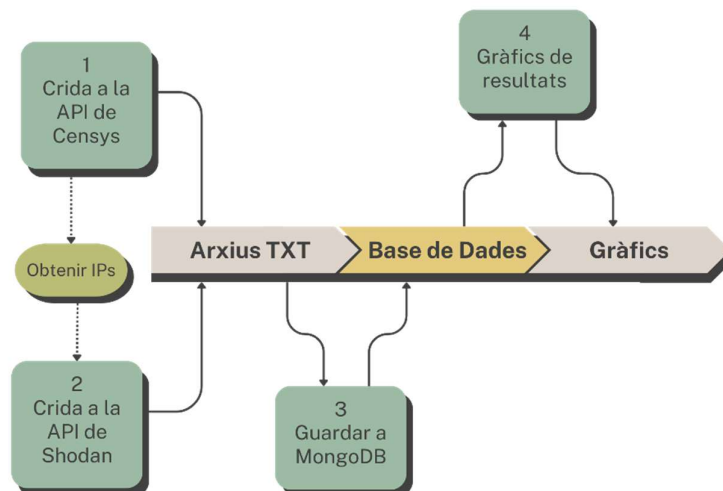 1
Crida a la
API de
Censys
Obtenir IPs
2
Crida a la
API de
Shodan
Arxius TXT
Base de Dades
Gràfics
3
Guardar a
MongoDB
4
Gràfics de
resultats